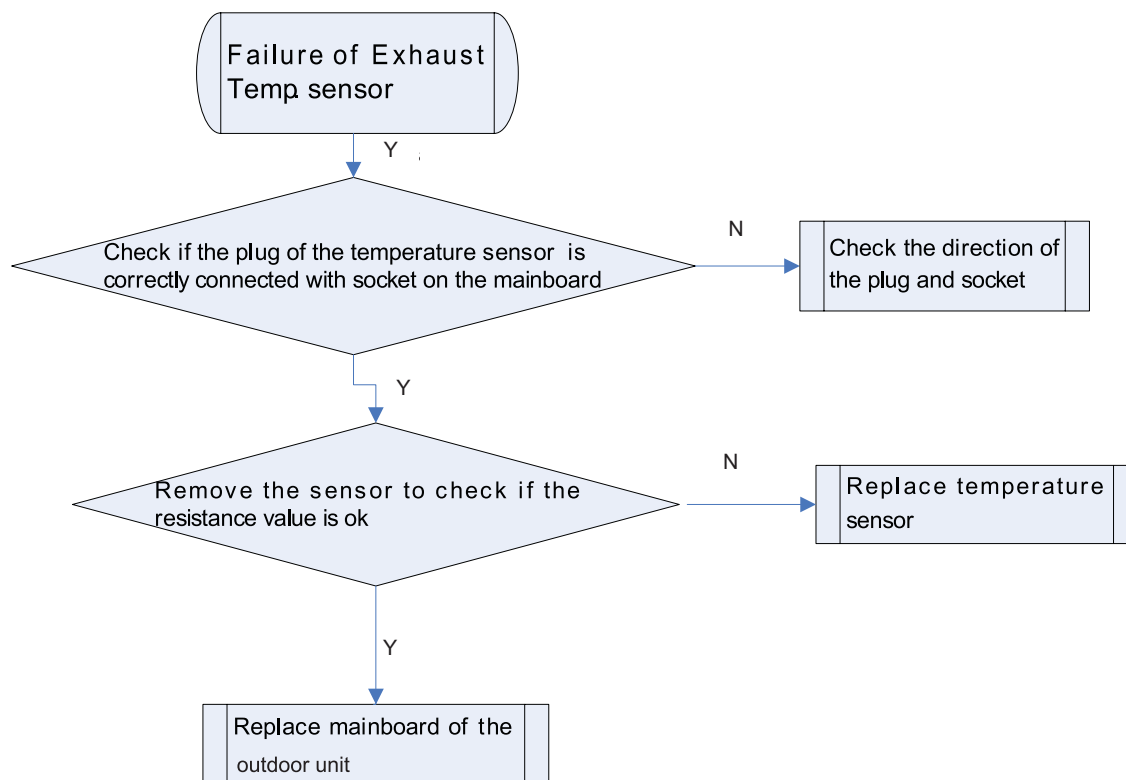 Failure of Exhaust
Temp. sensor
Y
Check if the plug of the temperature sensor is
correctly connected with socket on the mainboard
N
Check the direction of
the plug and socket
Y
Remove the sensor to check if the
resistance value is ok
N
Replace temperature
sensor
Y
Replace mainboard of the
outdoor unit